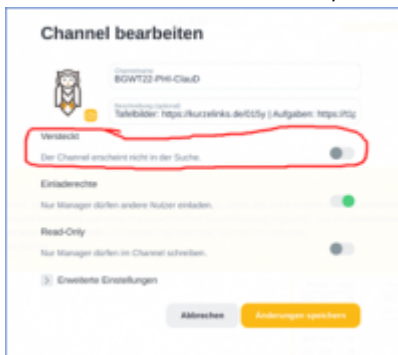 Channel bearbeiten
Channelname
BGWT22-PHI-ClauD
Beschreibung (optional)
Tafelbilder: https://kurzelinks.de/015y | Aufgaben: https://t1p
Versteckt
Der Channel erscheint nicht in der Suche.
Einladerechte
Nur Manager dürfen andere Nutzer einladen.
Read-Only
Nur Manager dürfen im Channel schreiben.
Erweiterte Einstellungen
Abbrechen
Änderungen speichern